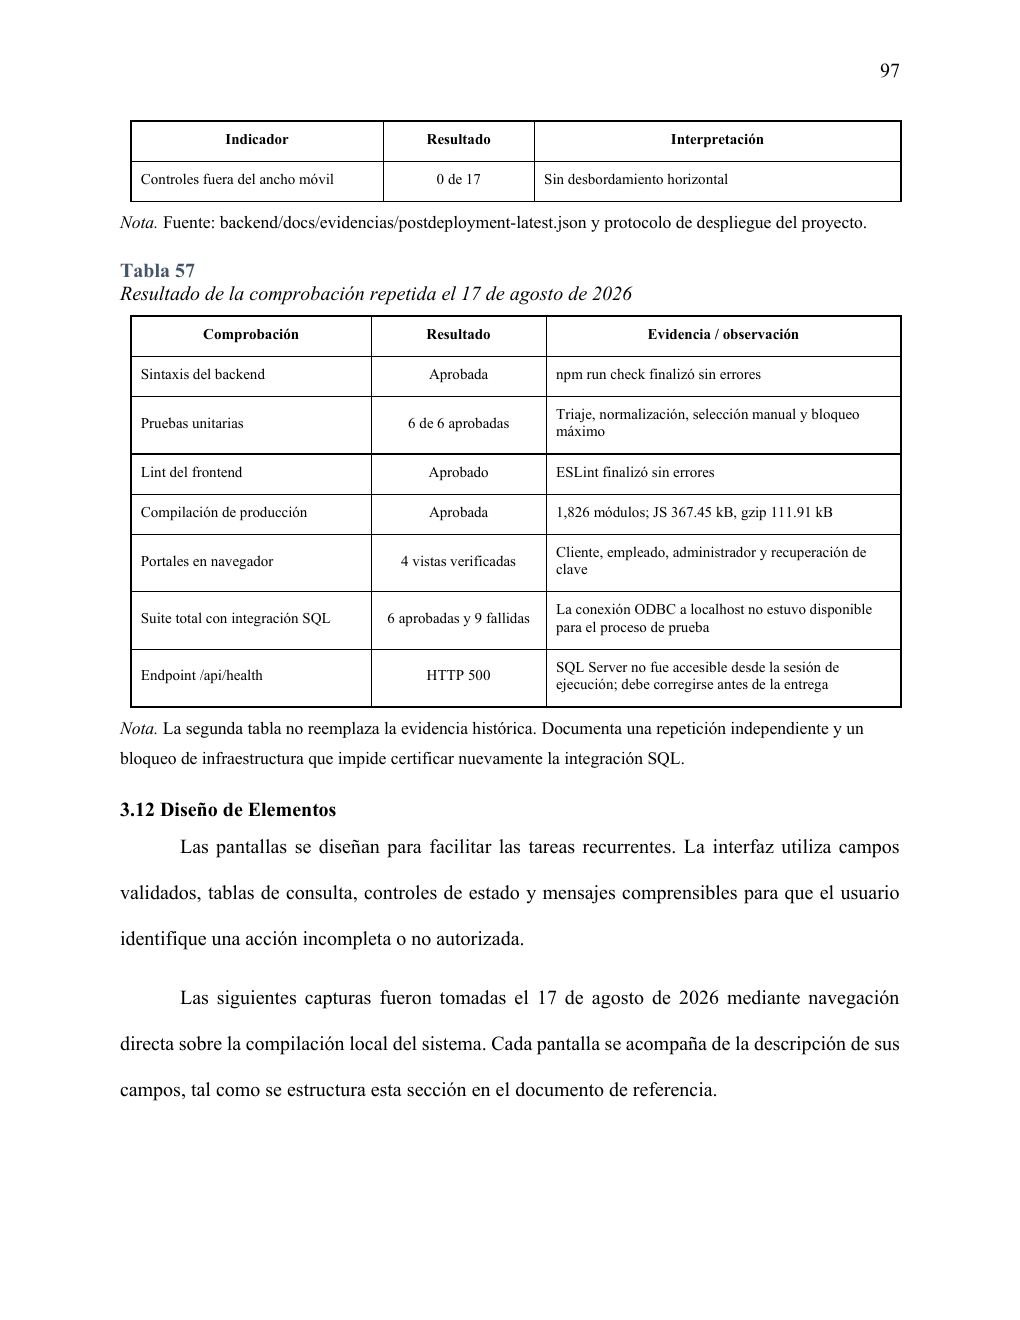 97
Indicador Resultado Interpretación
Controles fuera del ancho móvil 0 de 17 Sin desbordamiento horizontal
Nota. Fuente: backend/docs/evidencias/postdeployment-latest.json y protocolo de despliegue del proyecto.
Tabla 57
Resultado de la comprobación repetida el 17 de agosto de 2026
Comprobación Resultado Evidencia / observación
Sintaxis del backend Aprobada npm run check finalizó sin errores
Pruebas unitarias 6 de 6 aprobadas Triaje, normalización, selección manual y bloqueo
máximo
Lint del frontend Aprobado ESLint finalizó sin errores
Compilación de producción Aprobada 1,826 módulos; JS 367.45 kB, gzip 111.91 kB
Portales en navegador 4 vistas verificadas Cliente, empleado, administrador y recuperación de
clave
Suite total con integración SQL 6 aprobadas y 9 fallidas La conexión ODBC a localhost no estuvo disponible
para el proceso de prueba
Endpoint /api/health HTTP 500 SQL Server no fue accesible desde la sesión de
ejecución; debe corregirse antes de la entrega
Nota. La segunda tabla no reemplaza la evidencia histórica. Documenta una repetición independiente y un
bloqueo de infraestructura que impide certificar nuevamente la integración SQL.
3.12 Diseño de Elementos
Las pantallas se diseñan para facilitar las tareas recurrentes. La interfaz utiliza campos
validados, tablas de consulta, controles de estado y mensajes comprensibles para que el usuario
identifique una acción incompleta o no autorizada.
Las siguientes capturas fueron tomadas el 17 de agosto de 2026 mediante navegación
directa sobre la compilación local del sistema. Cada pantalla se acompaña de la descripción de sus
campos, tal como se estructura esta sección en el documento de referencia.